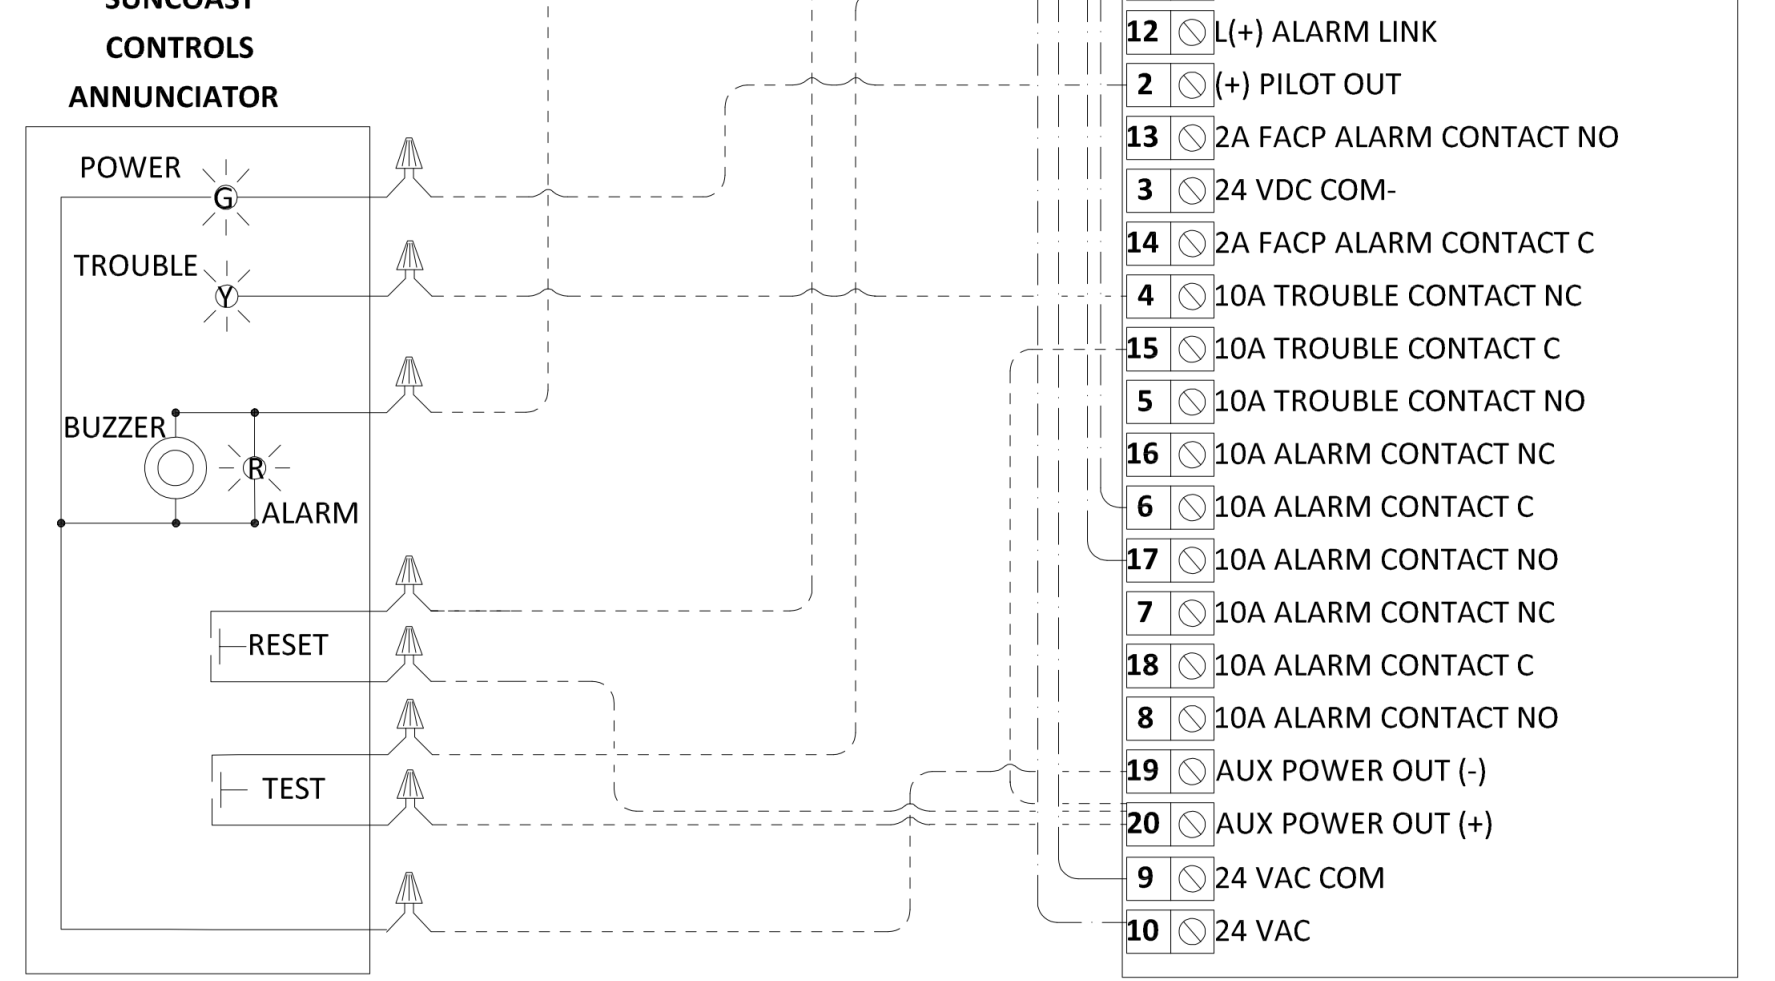 SUNCOAST
CONTROLS
ANNUNCIATOR
POWER
G
TROUBLE
Y
BUZZER
R
ALARM
RESET
TEST
12 L(+) ALARM LINK
2 (+) PILOT OUT
13 2A FACP ALARM CONTACT NO
3 24 VDC COM-
14 2A FACP ALARM CONTACT C
4 10A TROUBLE CONTACT NC
15 10A TROUBLE CONTACT C
5 10A TROUBLE CONTACT NO
16 10A ALARM CONTACT NC
6 10A ALARM CONTACT C
17 10A ALARM CONTACT NO
7 10A ALARM CONTACT NC
18 10A ALARM CONTACT C
8 10A ALARM CONTACT NO
19 AUX POWER OUT (-)
20 AUX POWER OUT (+)
9 24 VAC COM
10 24 VAC